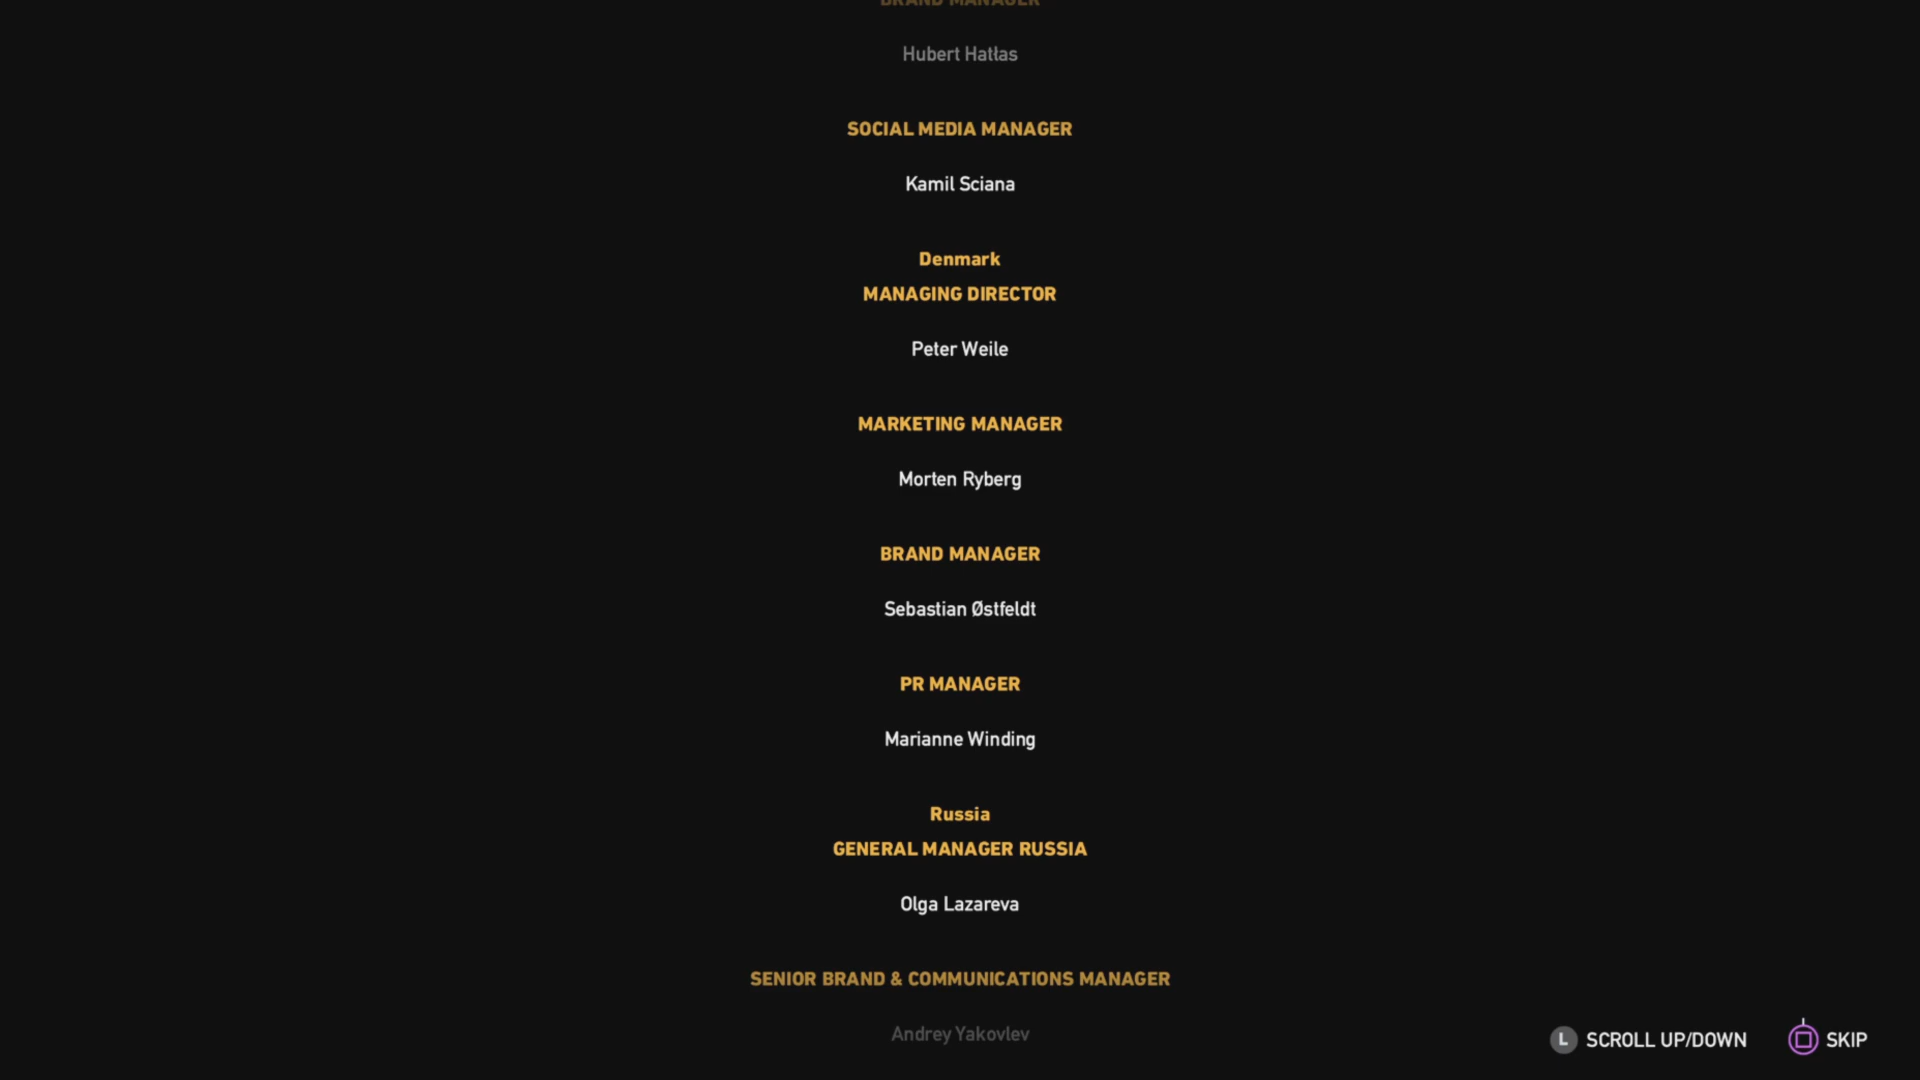 BRAND MANAGER
Hubert Hatłas
SOCIAL MEDIA MANAGER
Kamil Sciana
Denmark
MANAGING DIRECTOR
Peter Weile
MARKETING MANAGER
Morten Ryberg
BRAND MANAGER
Sebastian Østfeldt
PR MANAGER
Marianne Winding
Russia
GENERAL MANAGER RUSSIA
Olga Lazareva
SENIOR BRAND & COMMUNICATIONS MANAGER
Andrey Yakovlev
L SCROLL UP/DOWN SKIP